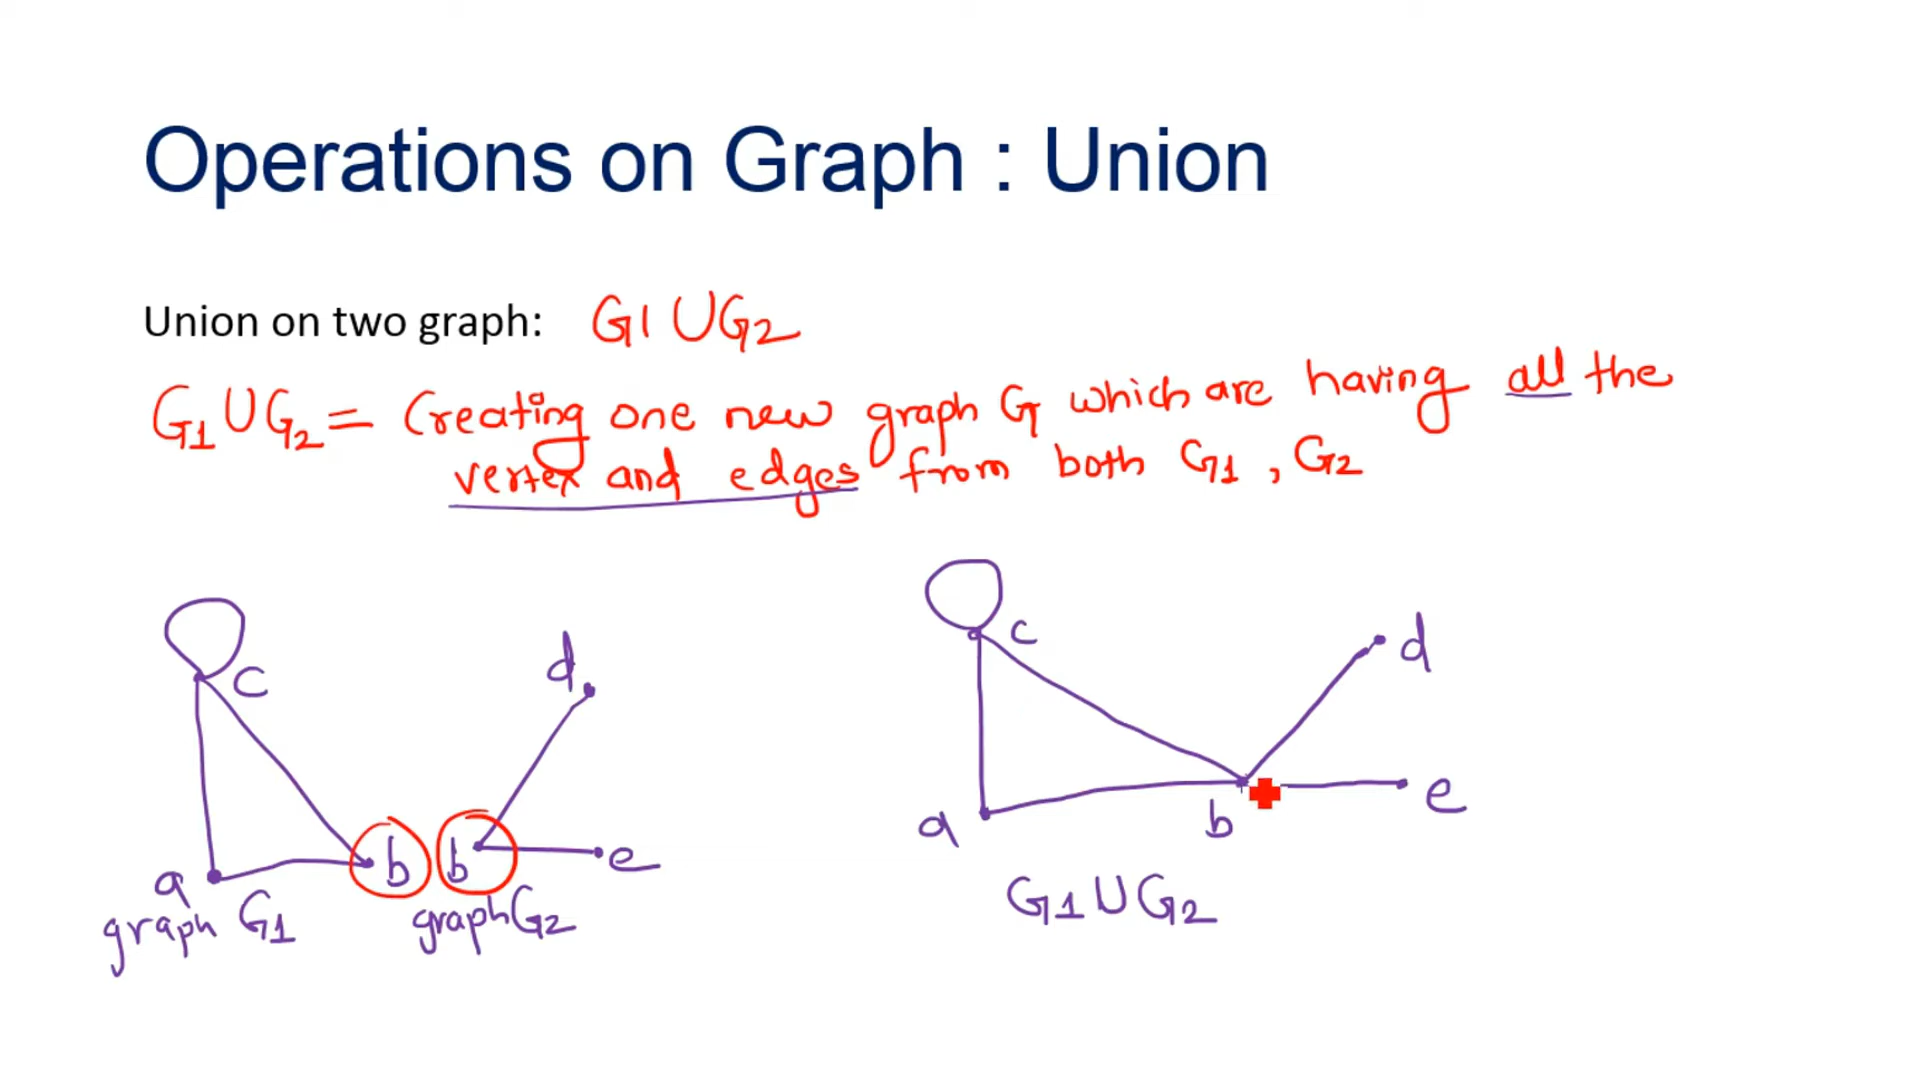 Operations on Graph : Union
Union on two graph: G1 ∪ G2
G1 ∪ G2 = Creating one new graph G which are having all the
vertex and edges from both G1 , G2
c
d
a
b
b
e
graph G1
graph G2
c
d
a
b
e
G1 ∪ G2